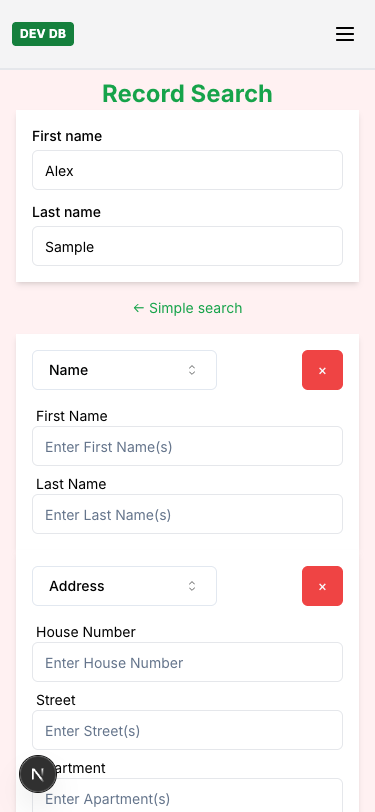 DEV DB
Record Search
First name
Alex
Last name
Sample
← Simple search
Name
×
First Name
Enter First Name(s)
Last Name
Enter Last Name(s)
Address
×
House Number
Enter House Number
Street
Enter Street(s)
N
artment
Enter Apartment(s)